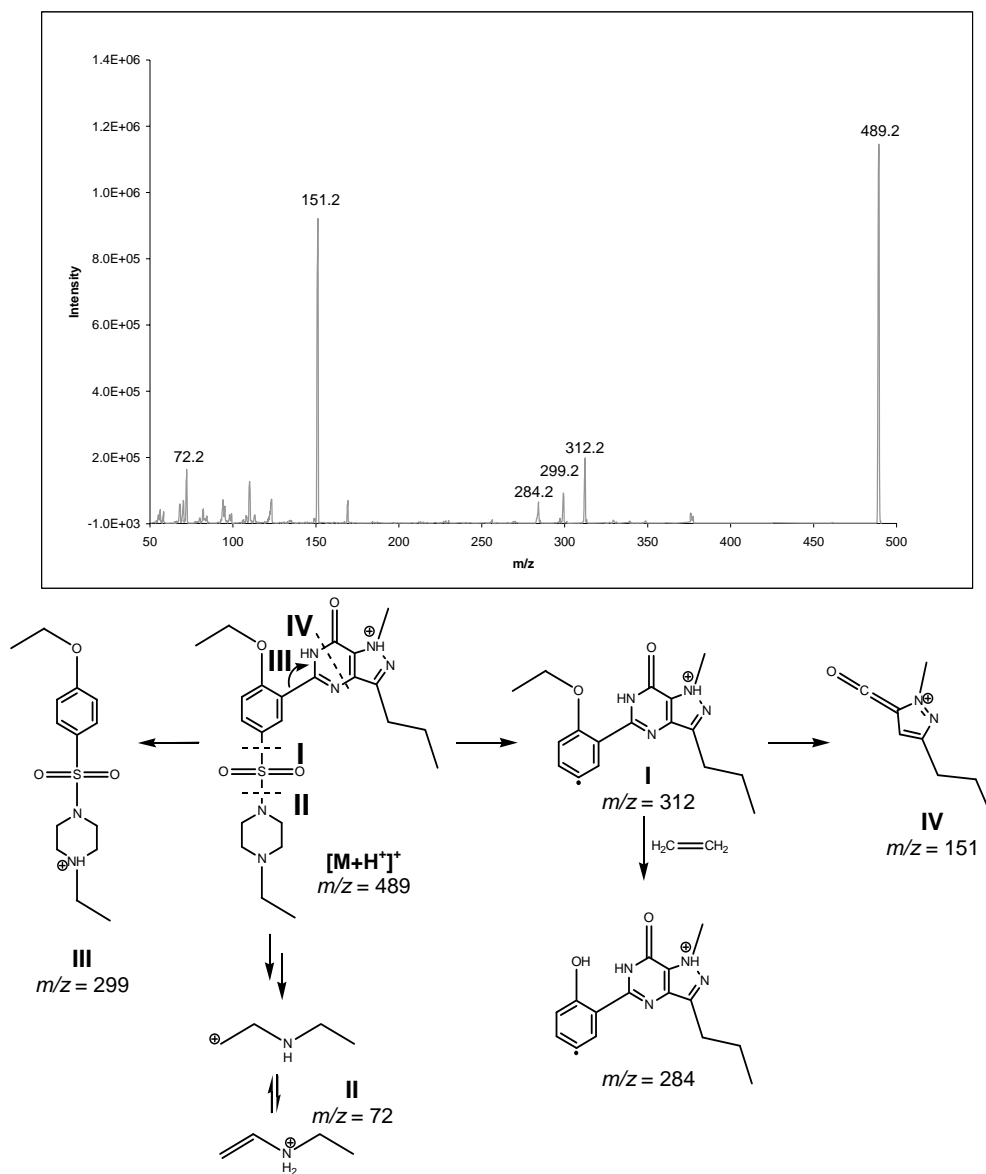 1.4E+06
1.2E+06
1.0E+06
8.0E+05
6.0E+05
4.0E+05
2.0E+05
-1.0E+03
Intensity
489.2
151.2
72.2
312.2
299.2
284.2
50 100 150 200 250 300 350 400 450 500
m/z
O
O
S
O O
N
NH
⊕
III
m/z = 299
O
IV
O
HN
III
N
⊕
NH
N
I
O S O
II
N
N
[M+H⁺]⁺
m/z = 489
O
O
HN
N
⊕
NH
N
I
m/z = 312
H₂C CH₂
O
C
⊕
N
N
IV
m/z = 151
OH
O
HN
N
⊕
NH
N
m/z = 284
⊕
N
H
II
m/z = 72
⊕
N
H₂